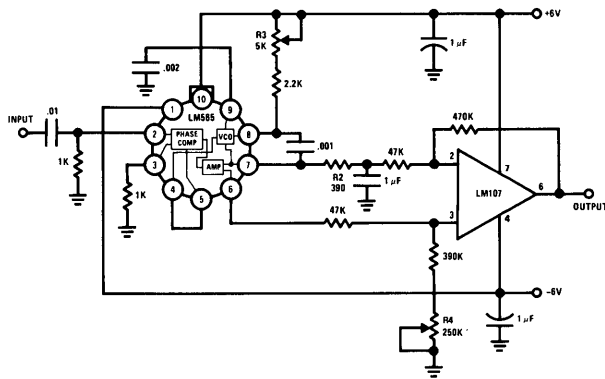 +6V
R3
5K
1 µF
.002
2.2K
10
1
9
LM565
INPUT
.01
2
PHASE
COMP
VCO
8
.001
470K
1K
3
AMP
7
R2
390
47K
1 µF
2
7
LM107
6
OUTPUT
1K
4
5
6
47K
3
4
390K
-6V
R4
250K
1 µF